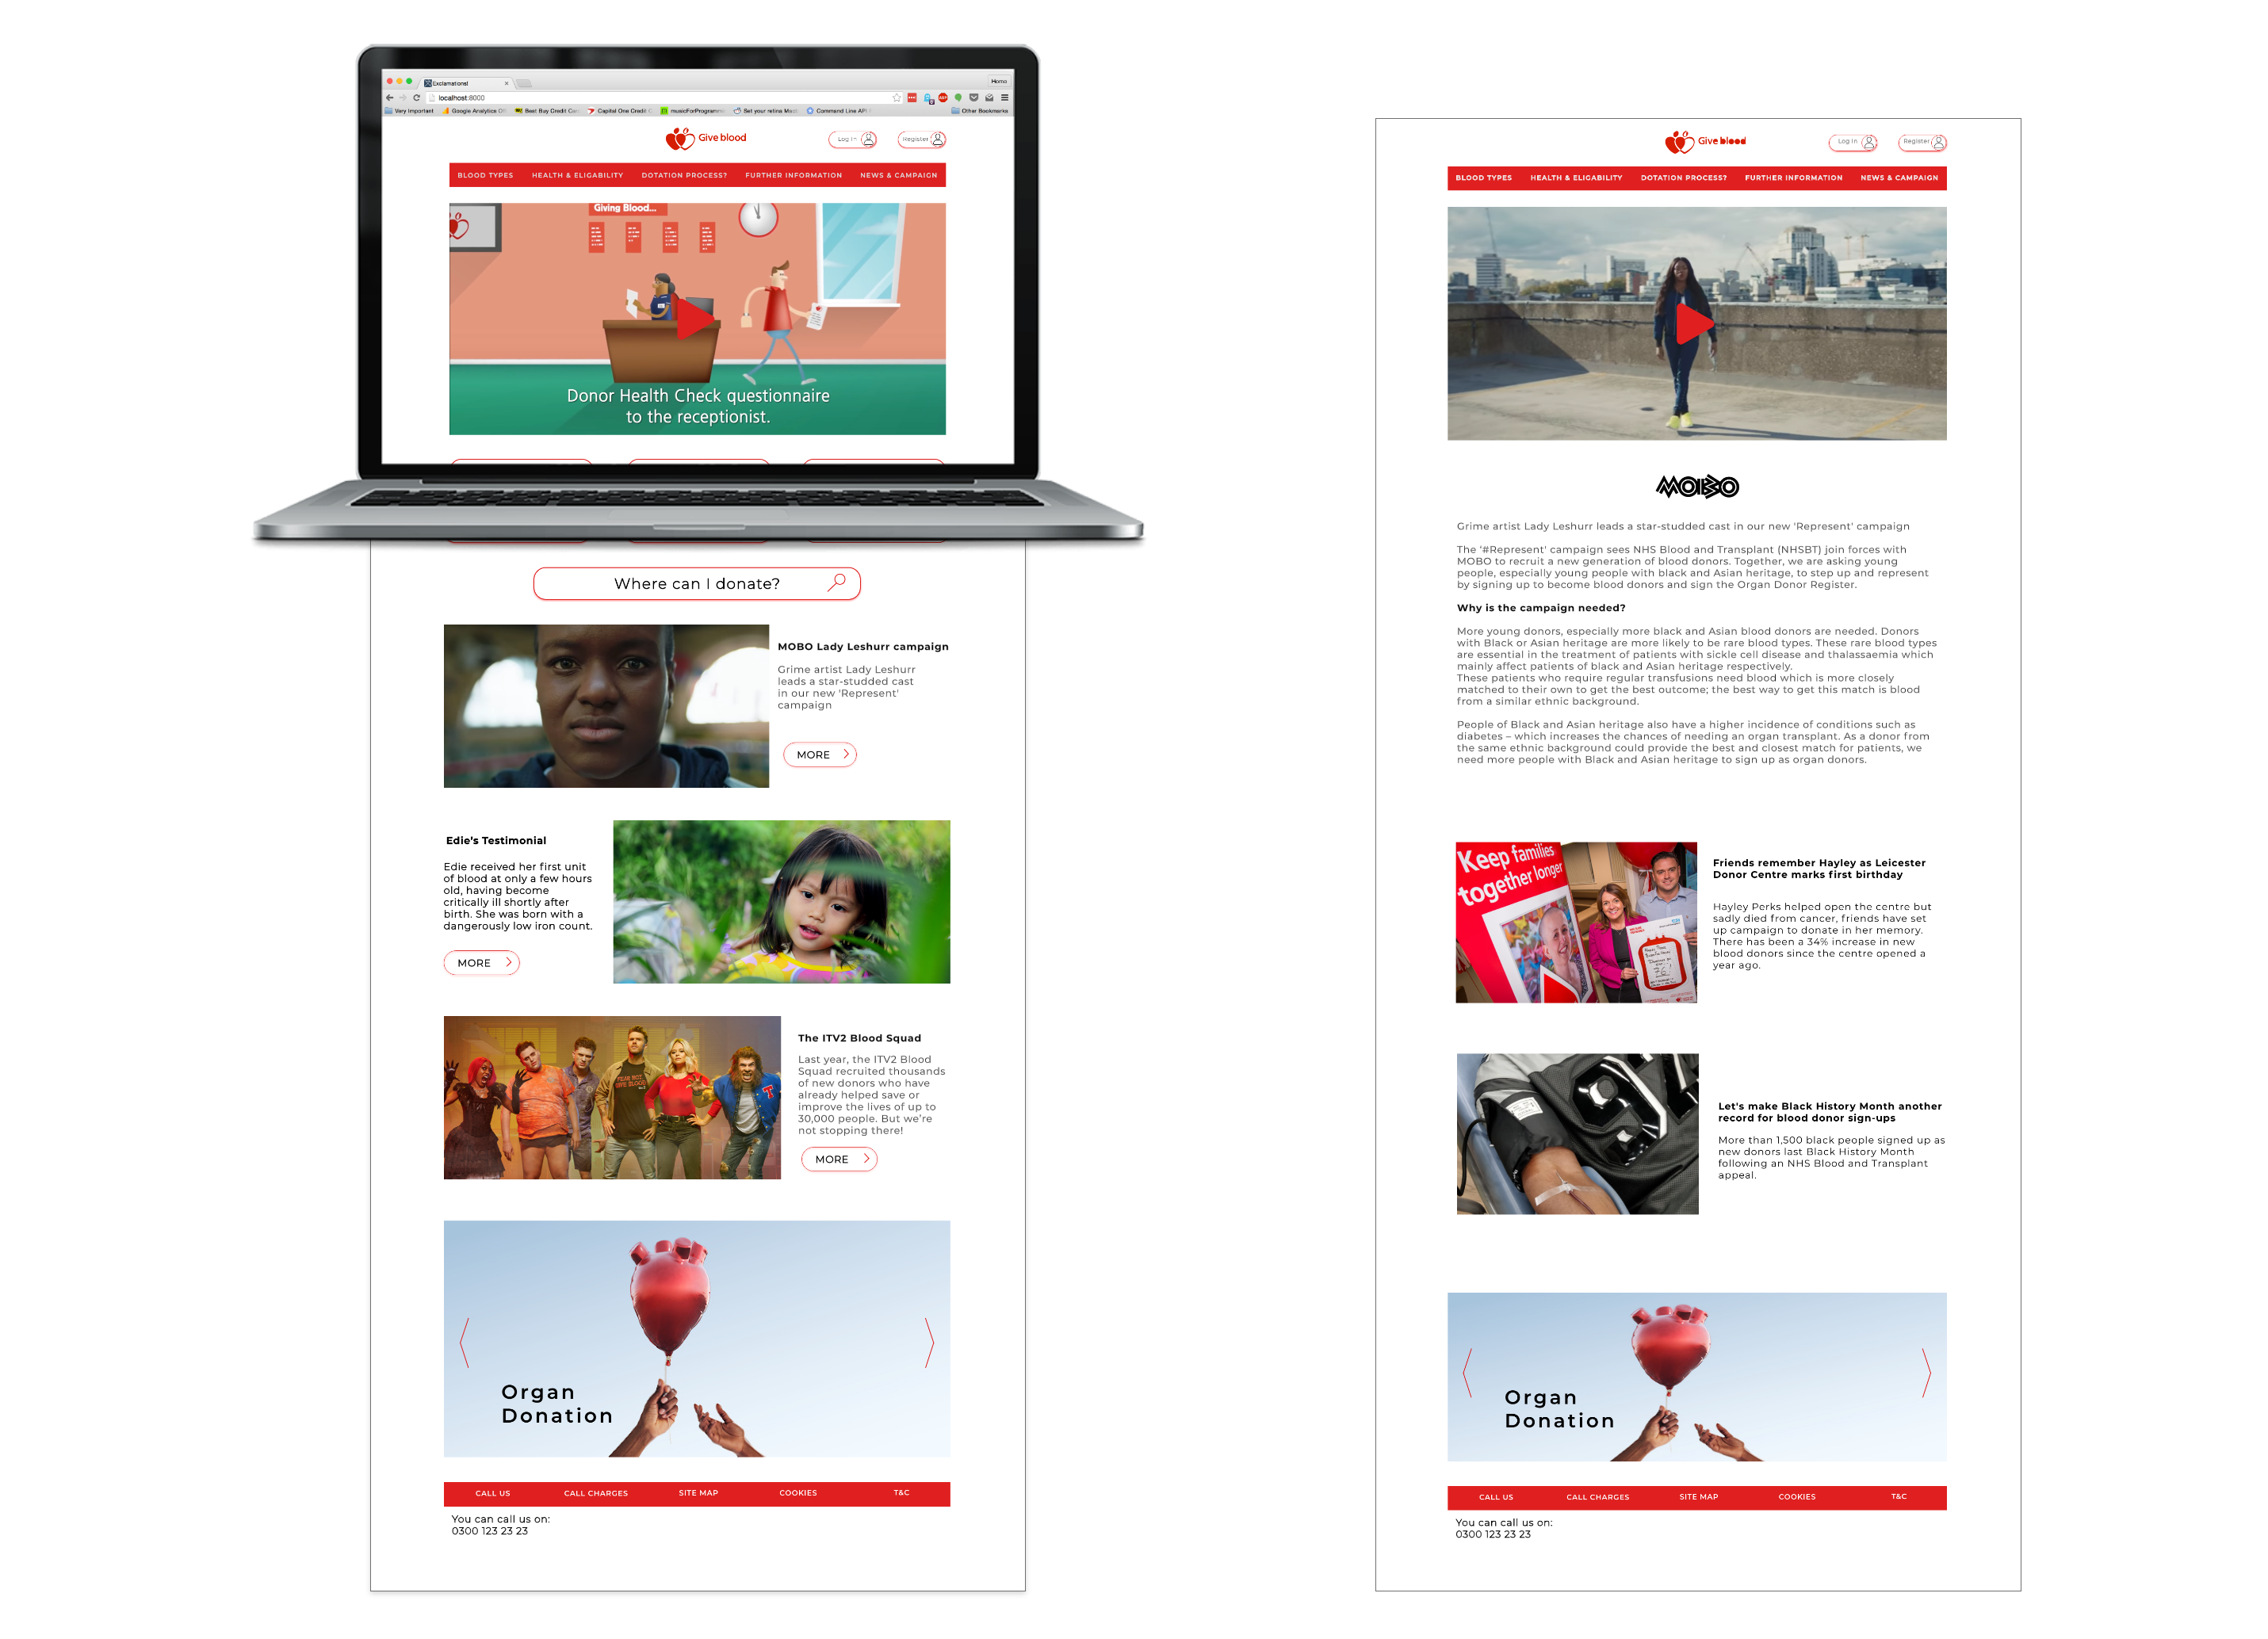 Exclamations!
Home
localhost:8000
Very Important
Google Analytics
Best Buy Credit
Capital One Credit
musicForProgramm
Set your retina
Command Line API
Other Bookmarks
Give blood
Log In
Register
BLOOD TYPES
HEALTH & ELIGABILITY
DOTATION PROCESS?
FURTHER INFORMATION
NEWS & CAMPAIGN
Giving Blood...
Donor Health Check questionnaire
to the receptionist.
Where can I donate?
MOBO Lady Leshurr campaign
Grime artist Lady Leshurr
leads a star-studded cast
in our new 'Represent'
campaign
MORE
Edie's Testimonial
Edie received her first unit
of blood at only a few hours
old, having become
critically ill shortly after
birth. She was born with a
dangerously low iron count.
MORE
FEAR NOT,
GIVE BLOOD
T
The ITV2 Blood Squad
Last year, the ITV2 Blood
Squad recruited thousands
of new donors who have
already helped save or
improve the lives of up to
30,000 people. But we're
not stopping there!
MORE
Organ
Donation
CALL US
CALL CHARGES
SITE MAP
COOKIES
T&C
You can call us on:
0300 123 23 23
Give blood
Log In
Register
BLOOD TYPES
HEALTH & ELIGABILITY
DOTATION PROCESS?
FURTHER INFORMATION
NEWS & CAMPAIGN
MOBO
Grime artist Lady Leshurr leads a star-studded cast in our new 'Represent' campaign
The '#Represent' campaign sees NHS Blood and Transplant (NHSBT) join forces with
MOBO to recruit a new generation of blood donors. Together, we are asking young
people, especially young people with black and Asian heritage, to step up and represent
by signing up to become blood donors and sign the Organ Donor Register.
Why is the campaign needed?
More young donors, especially more black and Asian blood donors are needed. Donors
with Black or Asian heritage are more likely to be rare blood types. These rare blood types
are essential in the treatment of patients with sickle cell disease and thalassaemia which
mainly affect patients of black and Asian heritage respectively.
These patients who require regular transfusions need blood which is more closely
matched to their own to get the best outcome; the best way to get this match is blood
from a similar ethnic background.
People of Black and Asian heritage also have a higher incidence of conditions such as
diabetes – which increases the chances of needing an organ transplant. As a donor from
the same ethnic background could provide the best and closest match for patients, we
need more people with Black and Asian heritage to sign up as organ donors.
Keep families
together longer
Friends remember Hayley as Leicester
Donor Centre marks first birthday
Hayley Perks helped open the centre but
sadly died from cancer, friends have set
up campaign to donate in her memory.
There has been a 34% increase in new
blood donors since the centre opened a
year ago.
Let's make Black History Month another
record for blood donor sign-ups
More than 1,500 black people signed up as
new donors last Black History Month
following an NHS Blood and Transplant
appeal.
Organ
Donation
CALL US
CALL CHARGES
SITE MAP
COOKIES
T&C
You can call us on:
0300 123 23 23